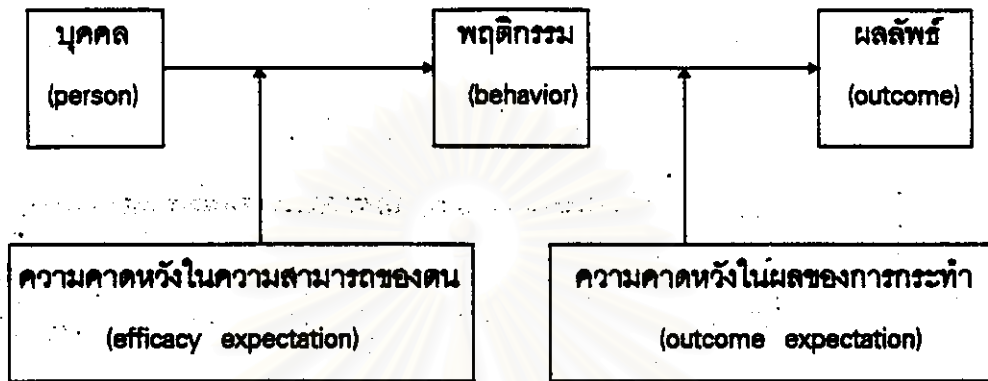 บุคคล
(person)
พฤติกรรม
(behavior)
ผลลัพธ์
(outcome)
ความคาดหวังในความสามารถของตน
(efficacy expectation)
ความคาดหวังในผลของการกระทำ
(outcome expectation)